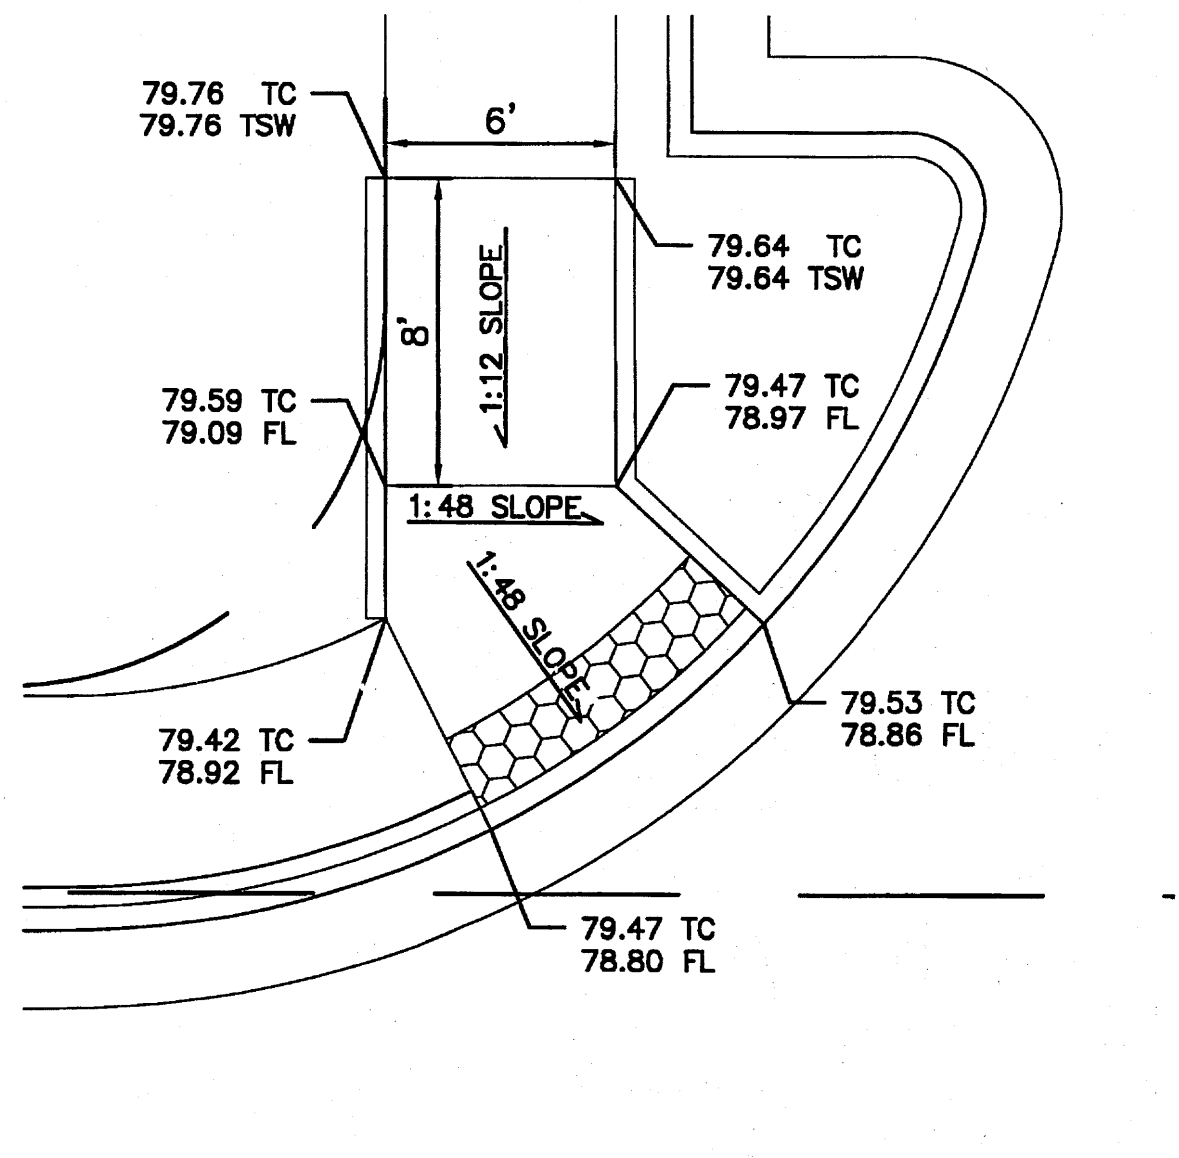 79.76 TC
79.76 TSW
6'
79.64 TC
79.64 TSW
8'
1:12 SLOPE
79.59 TC
79.09 FL
79.47 TC
78.97 FL
1:48 SLOPE
1:48 SLOPE
79.53 TC
78.86 FL
79.42 TC
78.92 FL
79.47 TC
78.80 FL